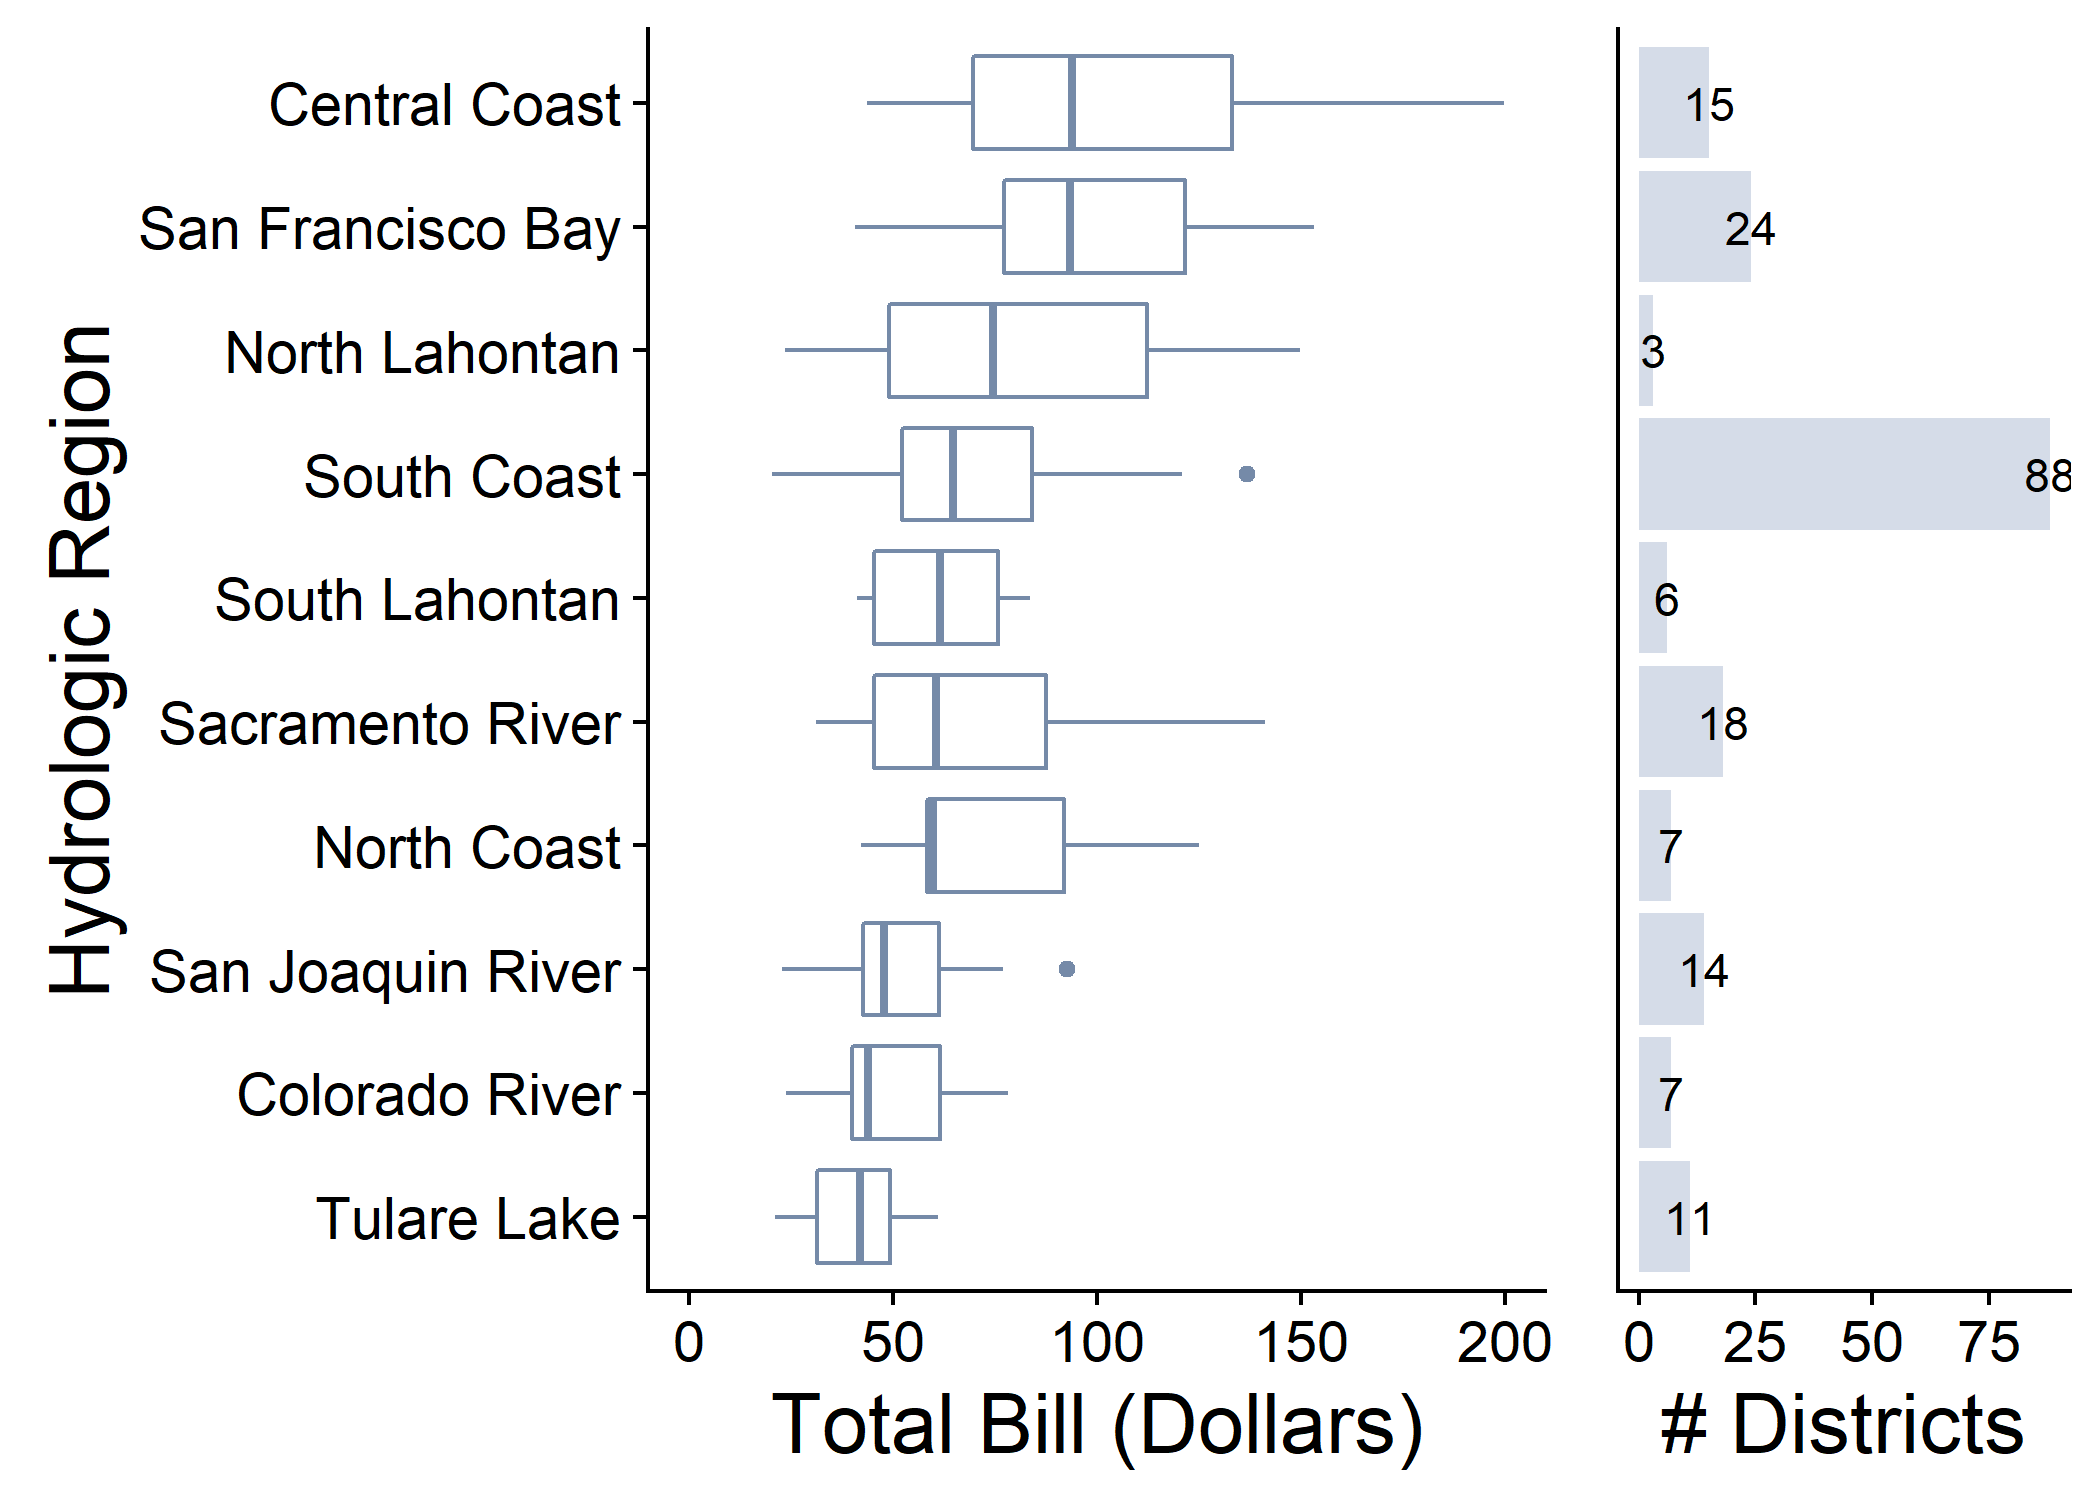 Hydrologic Region
Central Coast
San Francisco Bay
North Lahontan
South Coast
South Lahontan
Sacramento River
North Coast
San Joaquin River
Colorado River
Tulare Lake
0 50 100 150 200
Total Bill (Dollars)
15
24
3
88
6
18
7
14
7
11
0 25 50 75
# Districts